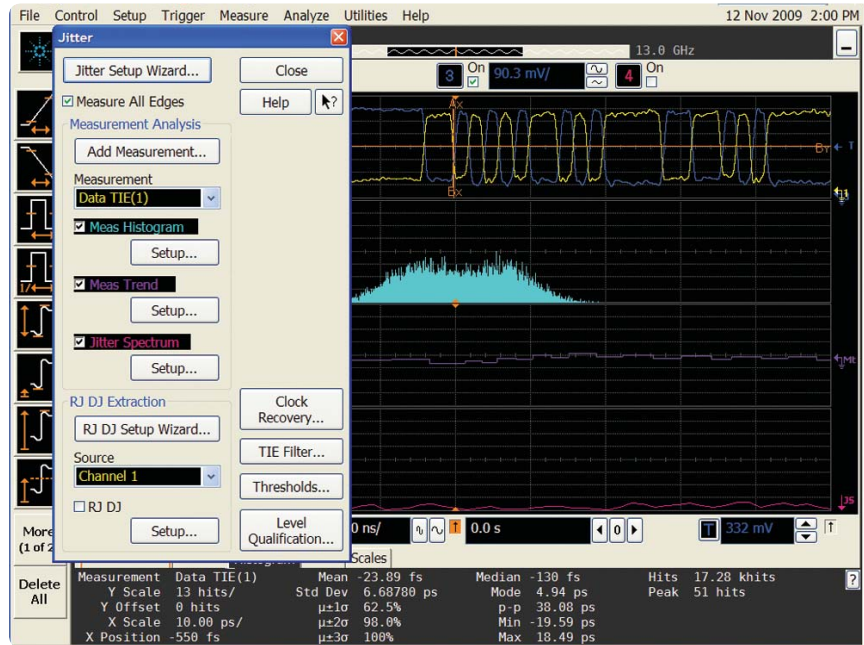 File Control Setup Trigger Measure Analyze Utilities Help 12 Nov 2009 2:00 PM
Jitter
13.0 GHz
Jitter Setup Wizard... Close
3 On 90.3 mV/ 4 On
Measure All Edges Help ?
Measurement Analysis
Ax
Add Measurement...
By T
Measurement
Data TIE(1)
Bx
1
Meas Histogram
Setup...
Meas Trend
1/
Setup...
Jitter Spectrum
Mt
Setup...
RJ DJ Extraction Clock
Recovery...
RJ DJ Setup Wizard...
Source TIE Filter...
Channel 1
Thresholds...
JS
RJ DJ
More Setup... Level
(1 of 2 Qualification...
0 ns/ 0.0 s 0 T 332 mV
Scales
Delete
All
Measurement Data TIE(1) Mean -23.89 fs Median -130 fs Hits 17.28 khits ?
Y Scale 13 hits/ Std Dev 6.68780 ps Mode 4.94 ps Peak 51 hits
Y Offset 0 hits μ±1σ 62.5% p-p 38.08 ps
X Scale 10.00 ps/ μ±2σ 98.0% Min -19.59 ps
X Position -550 fs μ±3σ 100% Max 18.49 ps